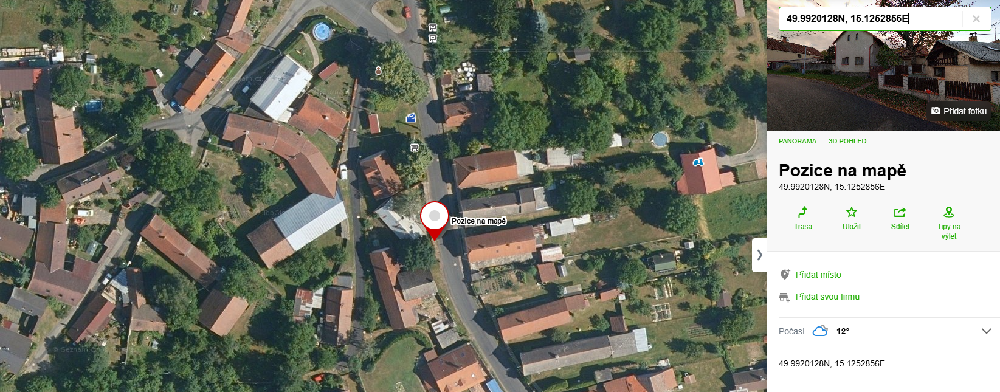 49.9920128N, 15.1252856E
Přidat fotku
PANORAMA 3D POHLED
Pozice na mapě
49.9920128N, 15.1252856E
Trasa Uložit Sdílet Tipy na výlet
Přidat místo
Přidat svou firmu
Počasí 12°
49.9920128N, 15.1252856E
Pozice na mapě
TopGis
TopGis
© Seznam.cz